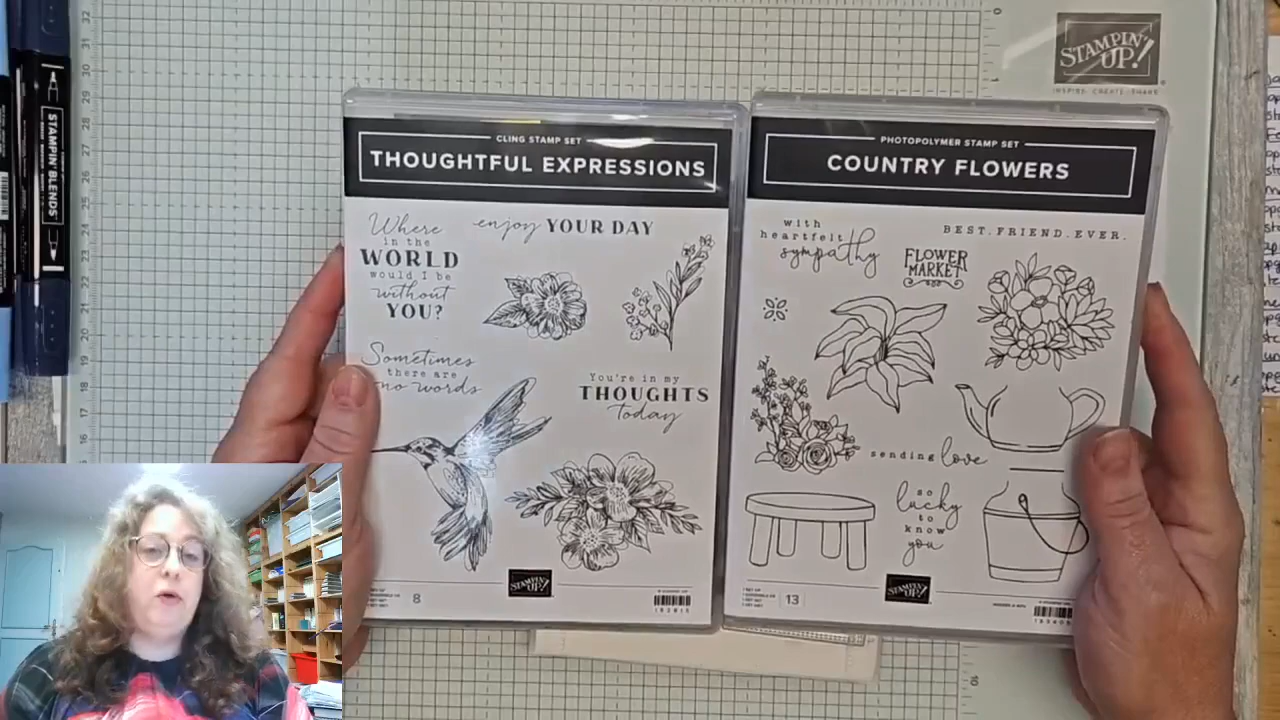 STAMPIN' BLENDS
STAMPIN' UP!
INSPIRE. CREATE. SHARE.
CLING STAMP SET
THOUGHTFUL EXPRESSIONS
Where
in the
WORLD
would I be
without
YOU?
enjoy YOUR DAY
Sometimes
there are
no words
You're in my
THOUGHTS
today
8
STAMPIN' UP!
PHOTOPOLYMER STAMP SET
COUNTRY FLOWERS
with
heartfelt
sympathy
BEST.FRIEND.EVER.
FLOWER
MARKET
sending love
so
lucky
to
know
you
13
STAMPIN' UP!